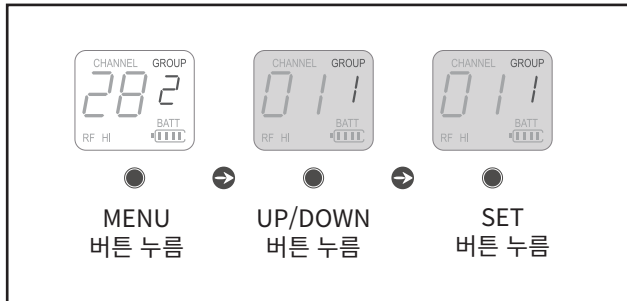 CHANNEL GROUP
28 2
BATT
RF HI
CHANNEL GROUP
01 1
BATT
RF HI
CHANNEL GROUP
01 1
BATT
RF HI
MENU
버튼 누름
UP/DOWN
버튼 누름
SET
버튼 누름